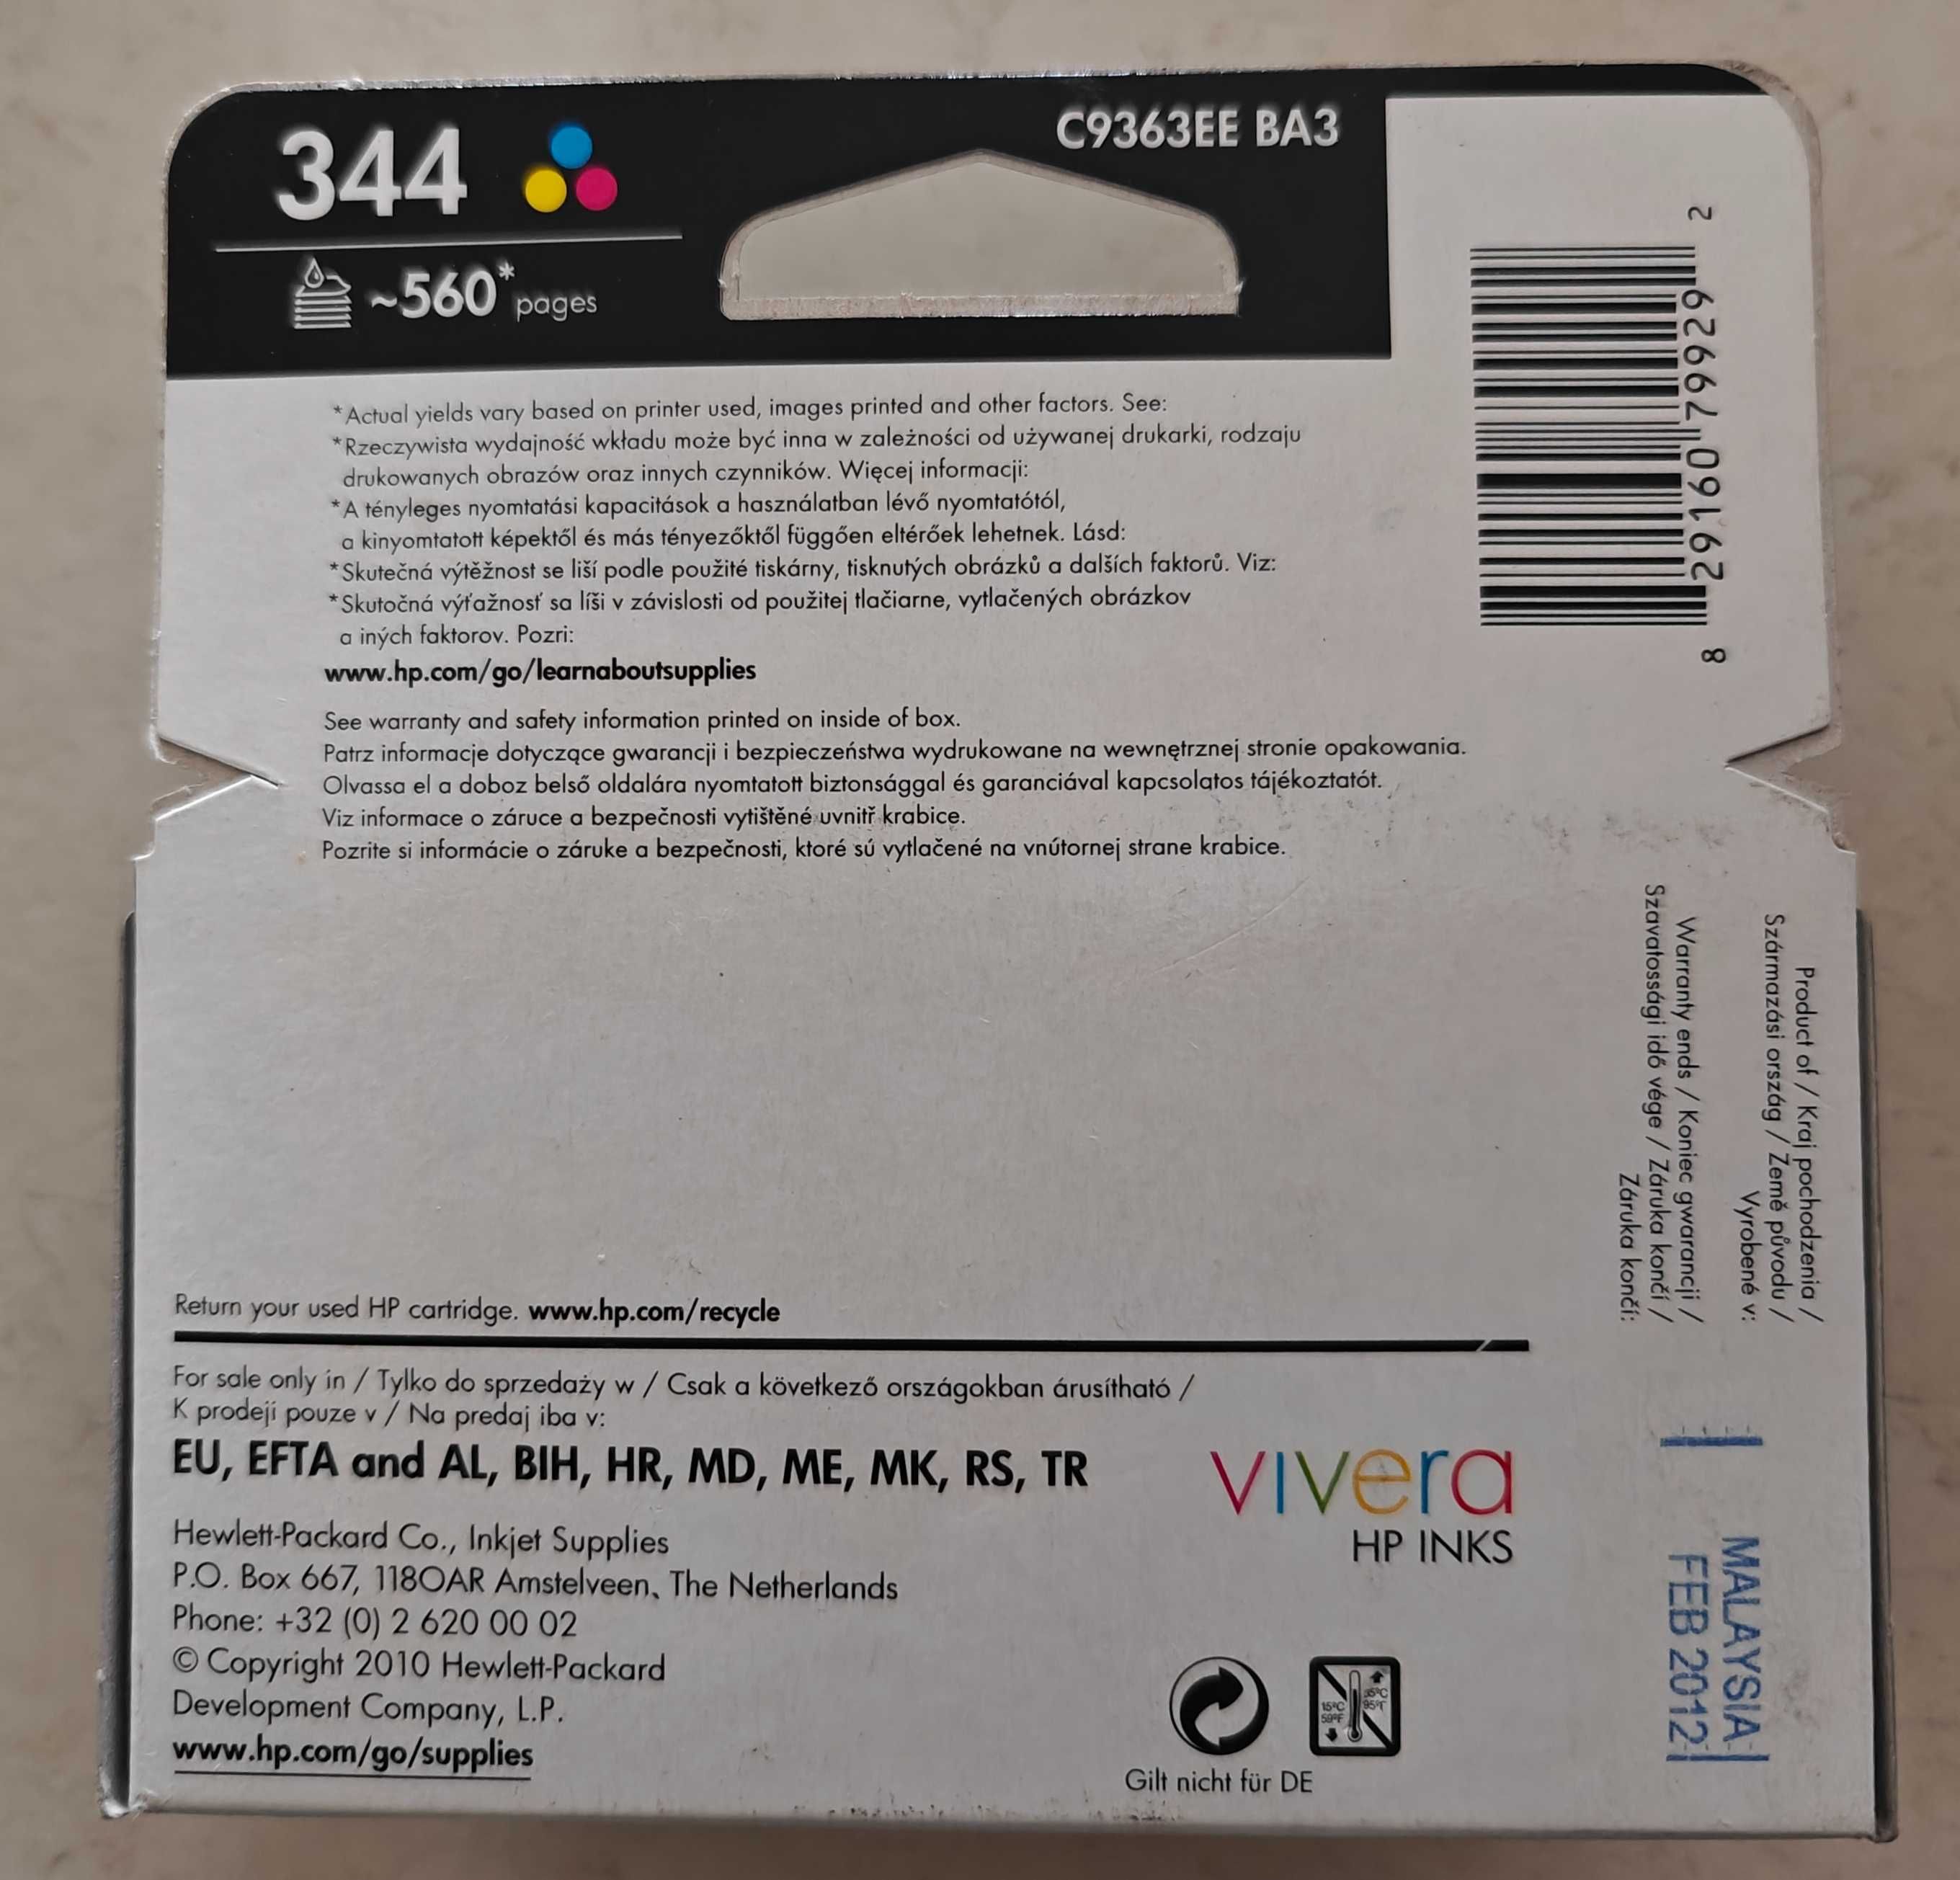 344
C9363EE BA3
~560* pages
*Actual yields vary based on printer used, images printed and other factors. See:
*Rzeczywista wydajność wkładu może być inna w zależności od używanej drukarki, rodzaju
drukowanych obrazów oraz innych czynników. Więcej informacji:
*A tényleges nyomtatási kapacitások a használatban lévő nyomtatótól,
a kinyomtatott képektől és más tényezőktől függően eltérőek lehetnek. Lásd:
*Skutečná výtěžnost se liší podle použité tiskárny, tisknutých obrázků a dalších faktorů. Viz:
*Skutočná výťažnosť sa líši v závislosti od použitej tlačiarne, vytlačených obrázkov
a iných faktorov. Pozri:
www.hp.com/go/learnaboutsupplies
See warranty and safety information printed on inside of box.
Patrz informacje dotyczące gwarancji i bezpieczeństwa wydrukowane na wewnętrznej stronie opakowania.
Olvassa el a doboz belső oldalára nyomtatott biztonsággal és garanciával kapcsolatos tájékoztatót.
Viz informace o záruce a bezpečnosti vytištěné uvnitř krabice.
Pozrite si informácie o záruke a bezpečnosti, ktoré sú vytlačené na vnútornej strane krabice.
2 92997 09162 8
Product of / Kraj pochodzenia /
Származási ország / Země původu /
Vyrobené v:
Warranty ends / Koniec gwarancji /
Szavatossági idő vége / Záruka končí /
Záruka končí:
MALAYSIA
FEB 2012
Return your used HP cartridge. www.hp.com/recycle
For sale only in / Tylko do sprzedaży w / Csak a következő országokban árusítható /
K prodeji pouze v / Na predaj iba v:
EU, EFTA and AL, BIH, HR, MD, ME, MK, RS, TR
Hewlett-Packard Co., Inkjet Supplies
P.O. Box 667, 118OAR Amstelveen, The Netherlands
Phone: +32 (0) 2 620 00 02
© Copyright 2010 Hewlett-Packard
Development Company, L.P.
www.hp.com/go/supplies
vivera
HP INKS
35°C
95°F
15°C
59°F
Gilt nicht für DE